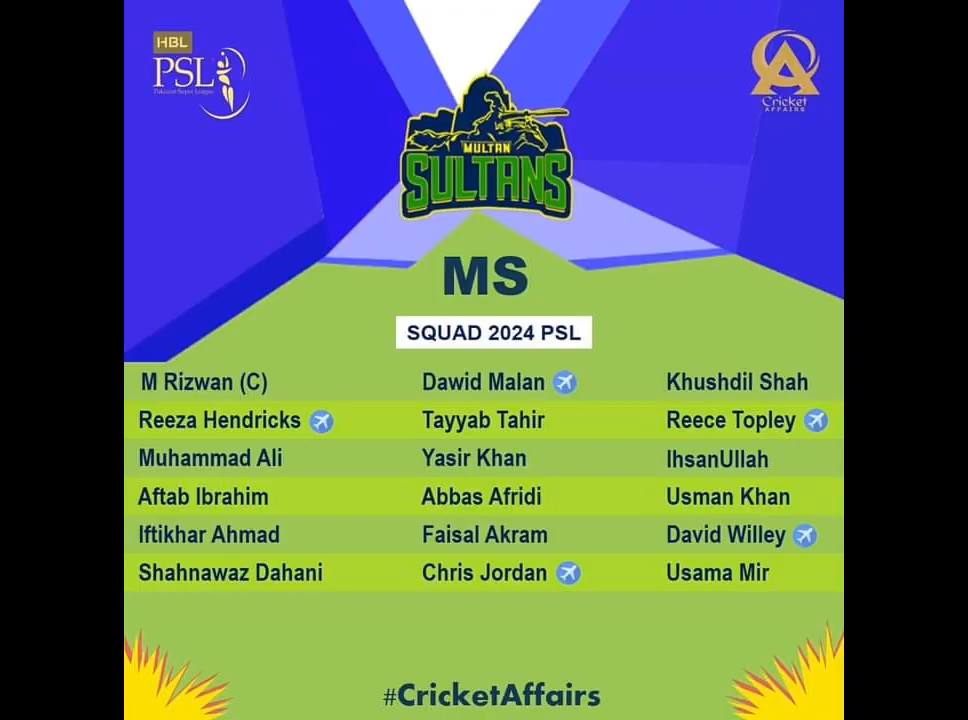 HBL
PSL
Pakistan Super League
Cricket
AFFAIRS
MULTAN
SULTANS
MS
SQUAD 2024 PSL
M Rizwan (C) Dawid Malan Khushdil Shah
Reeza Hendricks Tayyab Tahir Reece Topley
Muhammad Ali Yasir Khan IhsanUllah
Aftab Ibrahim Abbas Afridi Usman Khan
Iftikhar Ahmad Faisal Akram David Willey
Shahnawaz Dahani Chris Jordan Usama Mir
#CricketAffairs